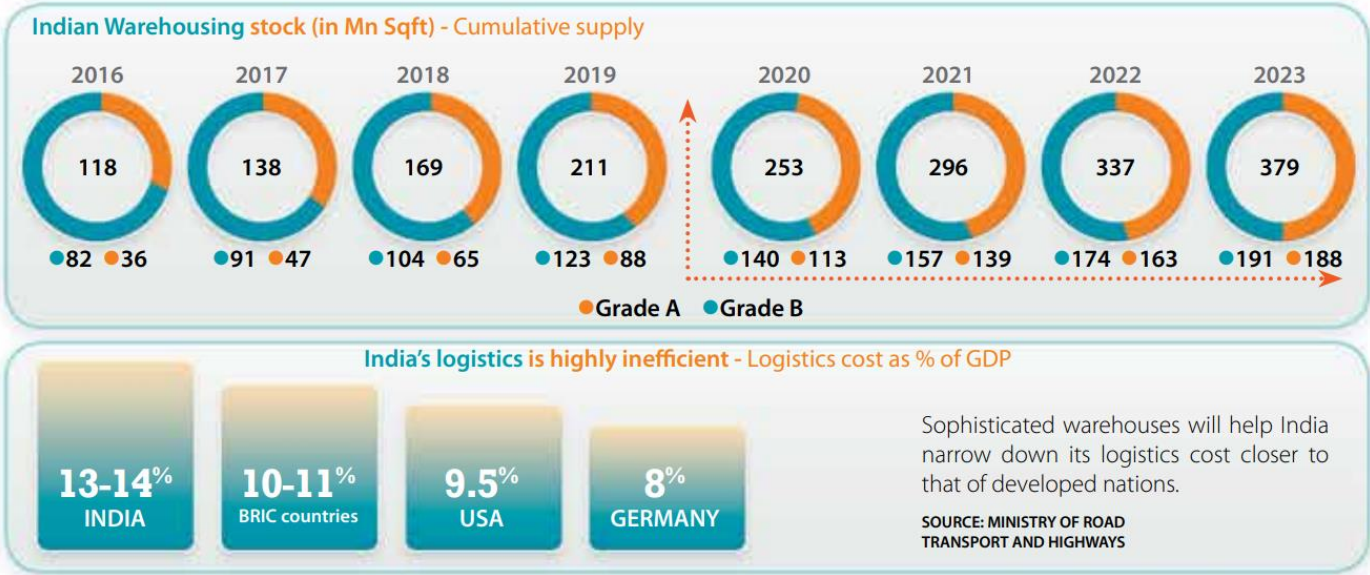 Indian Warehousing stock (in Mn Sqft) - Cumulative supply
2016 2017 2018 2019 2020 2021 2022 2023
118 138 169 211 253 296 337 379
82 36 91 47 104 65 123 88 140 113 157 139 174 163 191 188
Grade A Grade B
India's logistics is highly inefficient - Logistics cost as % of GDP
13-14%
INDIA
10-11%
BRIC countries
9.5%
USA
8%
GERMANY
Sophisticated warehouses will help India
narrow down its logistics cost closer to
that of developed nations.
SOURCE: MINISTRY OF ROAD
TRANSPORT AND HIGHWAYS